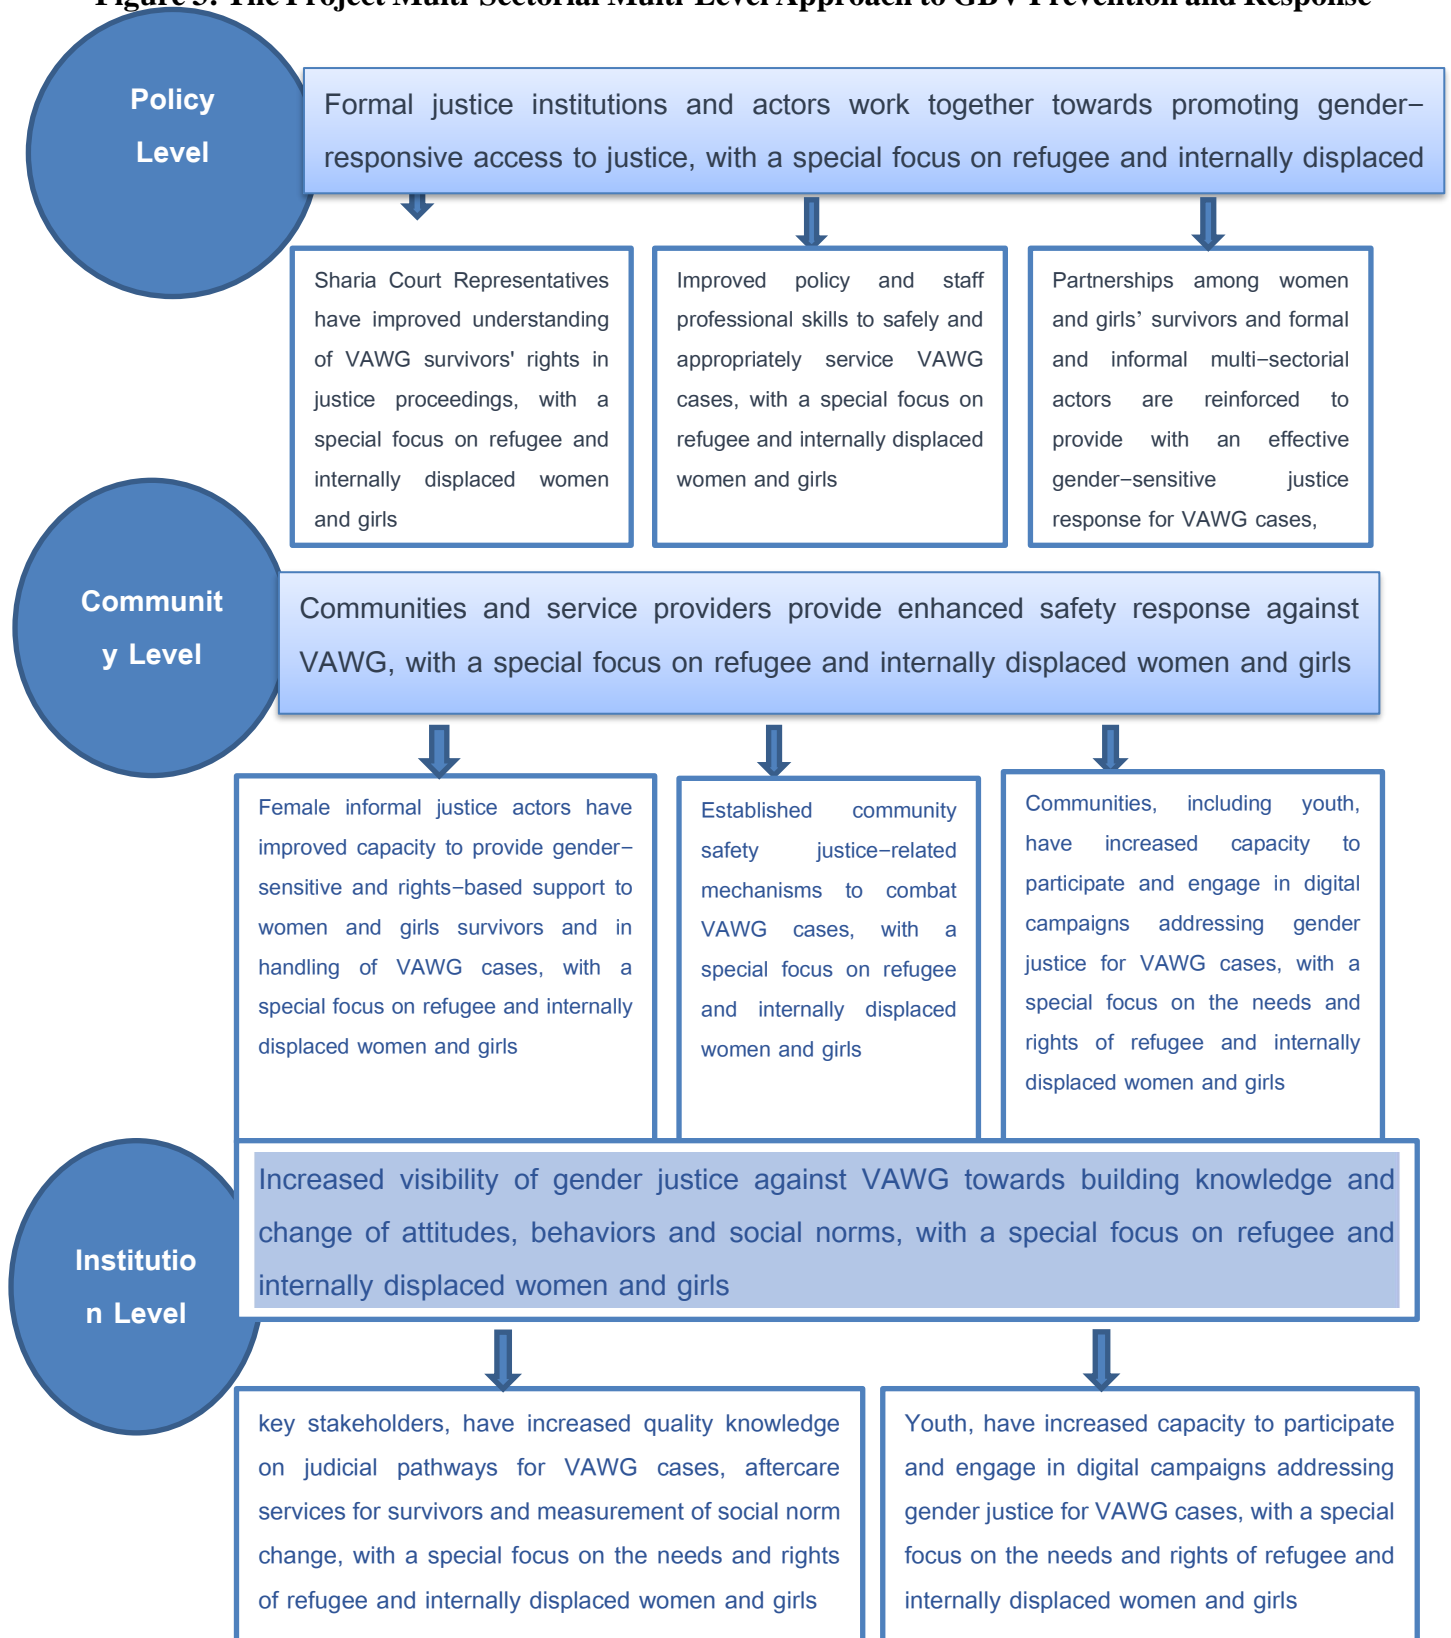 Figure 3: The Project Multi-Sectorial Multi-Level Approach to GBV Prevention and Response
Policy
Level
Formal justice institutions and actors work together towards promoting gender−
responsive access to justice, with a special focus on refugee and internally displaced
Sharia Court Representatives
have improved understanding
of VAWG survivors' rights in
justice proceedings, with a
special focus on refugee and
internally displaced women
and girls
Improved policy and staff
professional skills to safely and
appropriately service VAWG
cases, with a special focus on
refugee and internally displaced
women and girls
Partnerships among women
and girls’ survivors and formal
and informal multi−sectorial
actors are reinforced to
provide with an effective
gender−sensitive justice
response for VAWG cases,
Communit
y Level
Communities and service providers provide enhanced safety response against
VAWG, with a special focus on refugee and internally displaced women and girls
Female informal justice actors have
improved capacity to provide gender−
sensitive and rights−based support to
women and girls survivors and in
handling of VAWG cases, with a
special focus on refugee and internally
displaced women and girls
Established community
safety justice−related
mechanisms to combat
VAWG cases, with a
special focus on refugee
and internally displaced
women and girls
Communities, including youth,
have increased capacity to
participate and engage in digital
campaigns addressing gender
justice for VAWG cases, with a
special focus on the needs and
rights of refugee and internally
displaced women and girls
Institutio
n Level
Increased visibility of gender justice against VAWG towards building knowledge and
change of attitudes, behaviors and social norms, with a special focus on refugee and
internally displaced women and girls
key stakeholders, have increased quality knowledge
on judicial pathways for VAWG cases, aftercare
services for survivors and measurement of social norm
change, with a special focus on the needs and rights
of refugee and internally displaced women and girls
Youth, have increased capacity to participate
and engage in digital campaigns addressing
gender justice for VAWG cases, with a special
focus on the needs and rights of refugee and
internally displaced women and girls